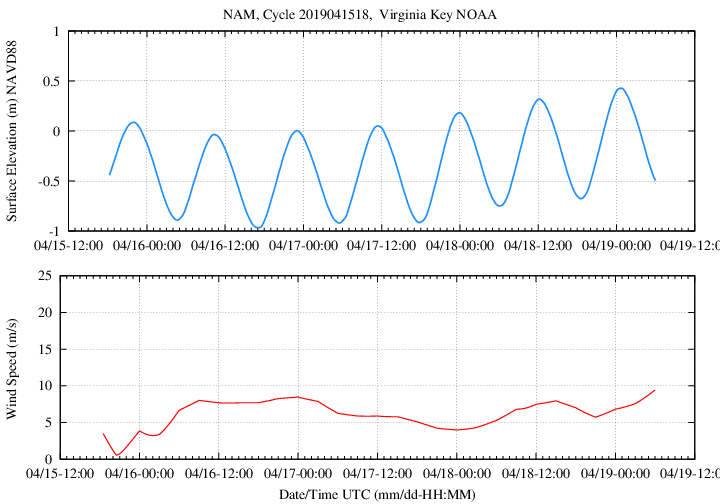 NAM, Cycle 2019041518,  Virginia Key NOAA
Surface Elevation (m) NAVD88
1
0.5
0
-0.5
-1
04/15-12:00 04/16-00:00 04/16-12:00 04/17-00:00 04/17-12:00 04/18-00:00 04/18-12:00 04/19-00:00 04/19-12:0
Wind Speed (m/s)
25
20
15
10
5
0
04/15-12:00 04/16-00:00 04/16-12:00 04/17-00:00 04/17-12:00 04/18-00:00 04/18-12:00 04/19-00:00 04/19-12:0
Date/Time UTC (mm/dd-HH:MM)